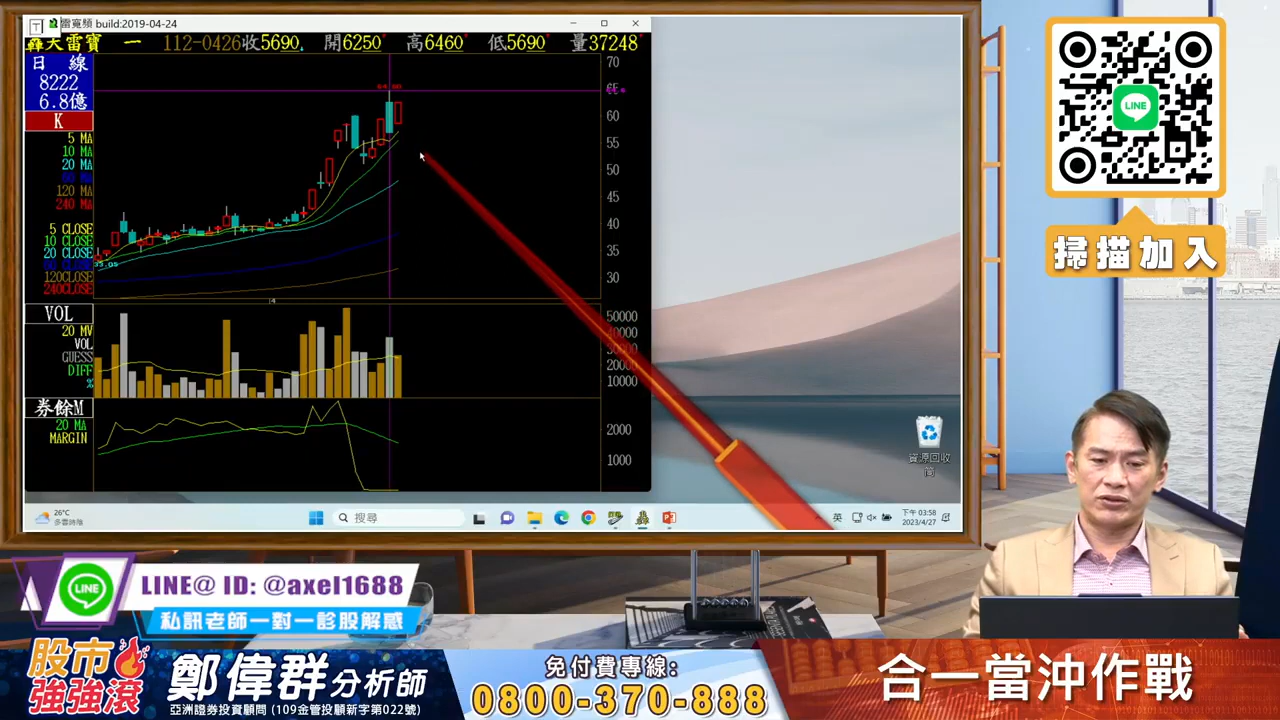 雷寬頻 build:2019-04-24
轟天雷寶 一 112-0426收5690 開6250 高6460 低5690 量37248
日 線
8222
6.8億
K
5 MA
10 MA
20 MA
120 MA
240 MA
5 CLOSE
10 CLOSE
20 CLOSE
120CLOSE
240CLOSE
70
60
55
50
45
40
35
30
4
VOL
20 MV
VOL
GUESS
DIFF
%
50000
40000
30000
20000
10000
券餘M
20 MA
MARGIN
2000
1000
資源回收
筒
26°C
多雲時陰
搜尋
英
下午 03:58
2023/4/27
LINE
掃描加入
LINE
LINE@ ID: @axel1688
私訊老師一對一診股解惑
股市
強強滾
鄭偉群分析師
亞洲證券投資顧問 (109金管投顧新字第022號)
免付費專線:
0800-370-888
合一當沖作戰